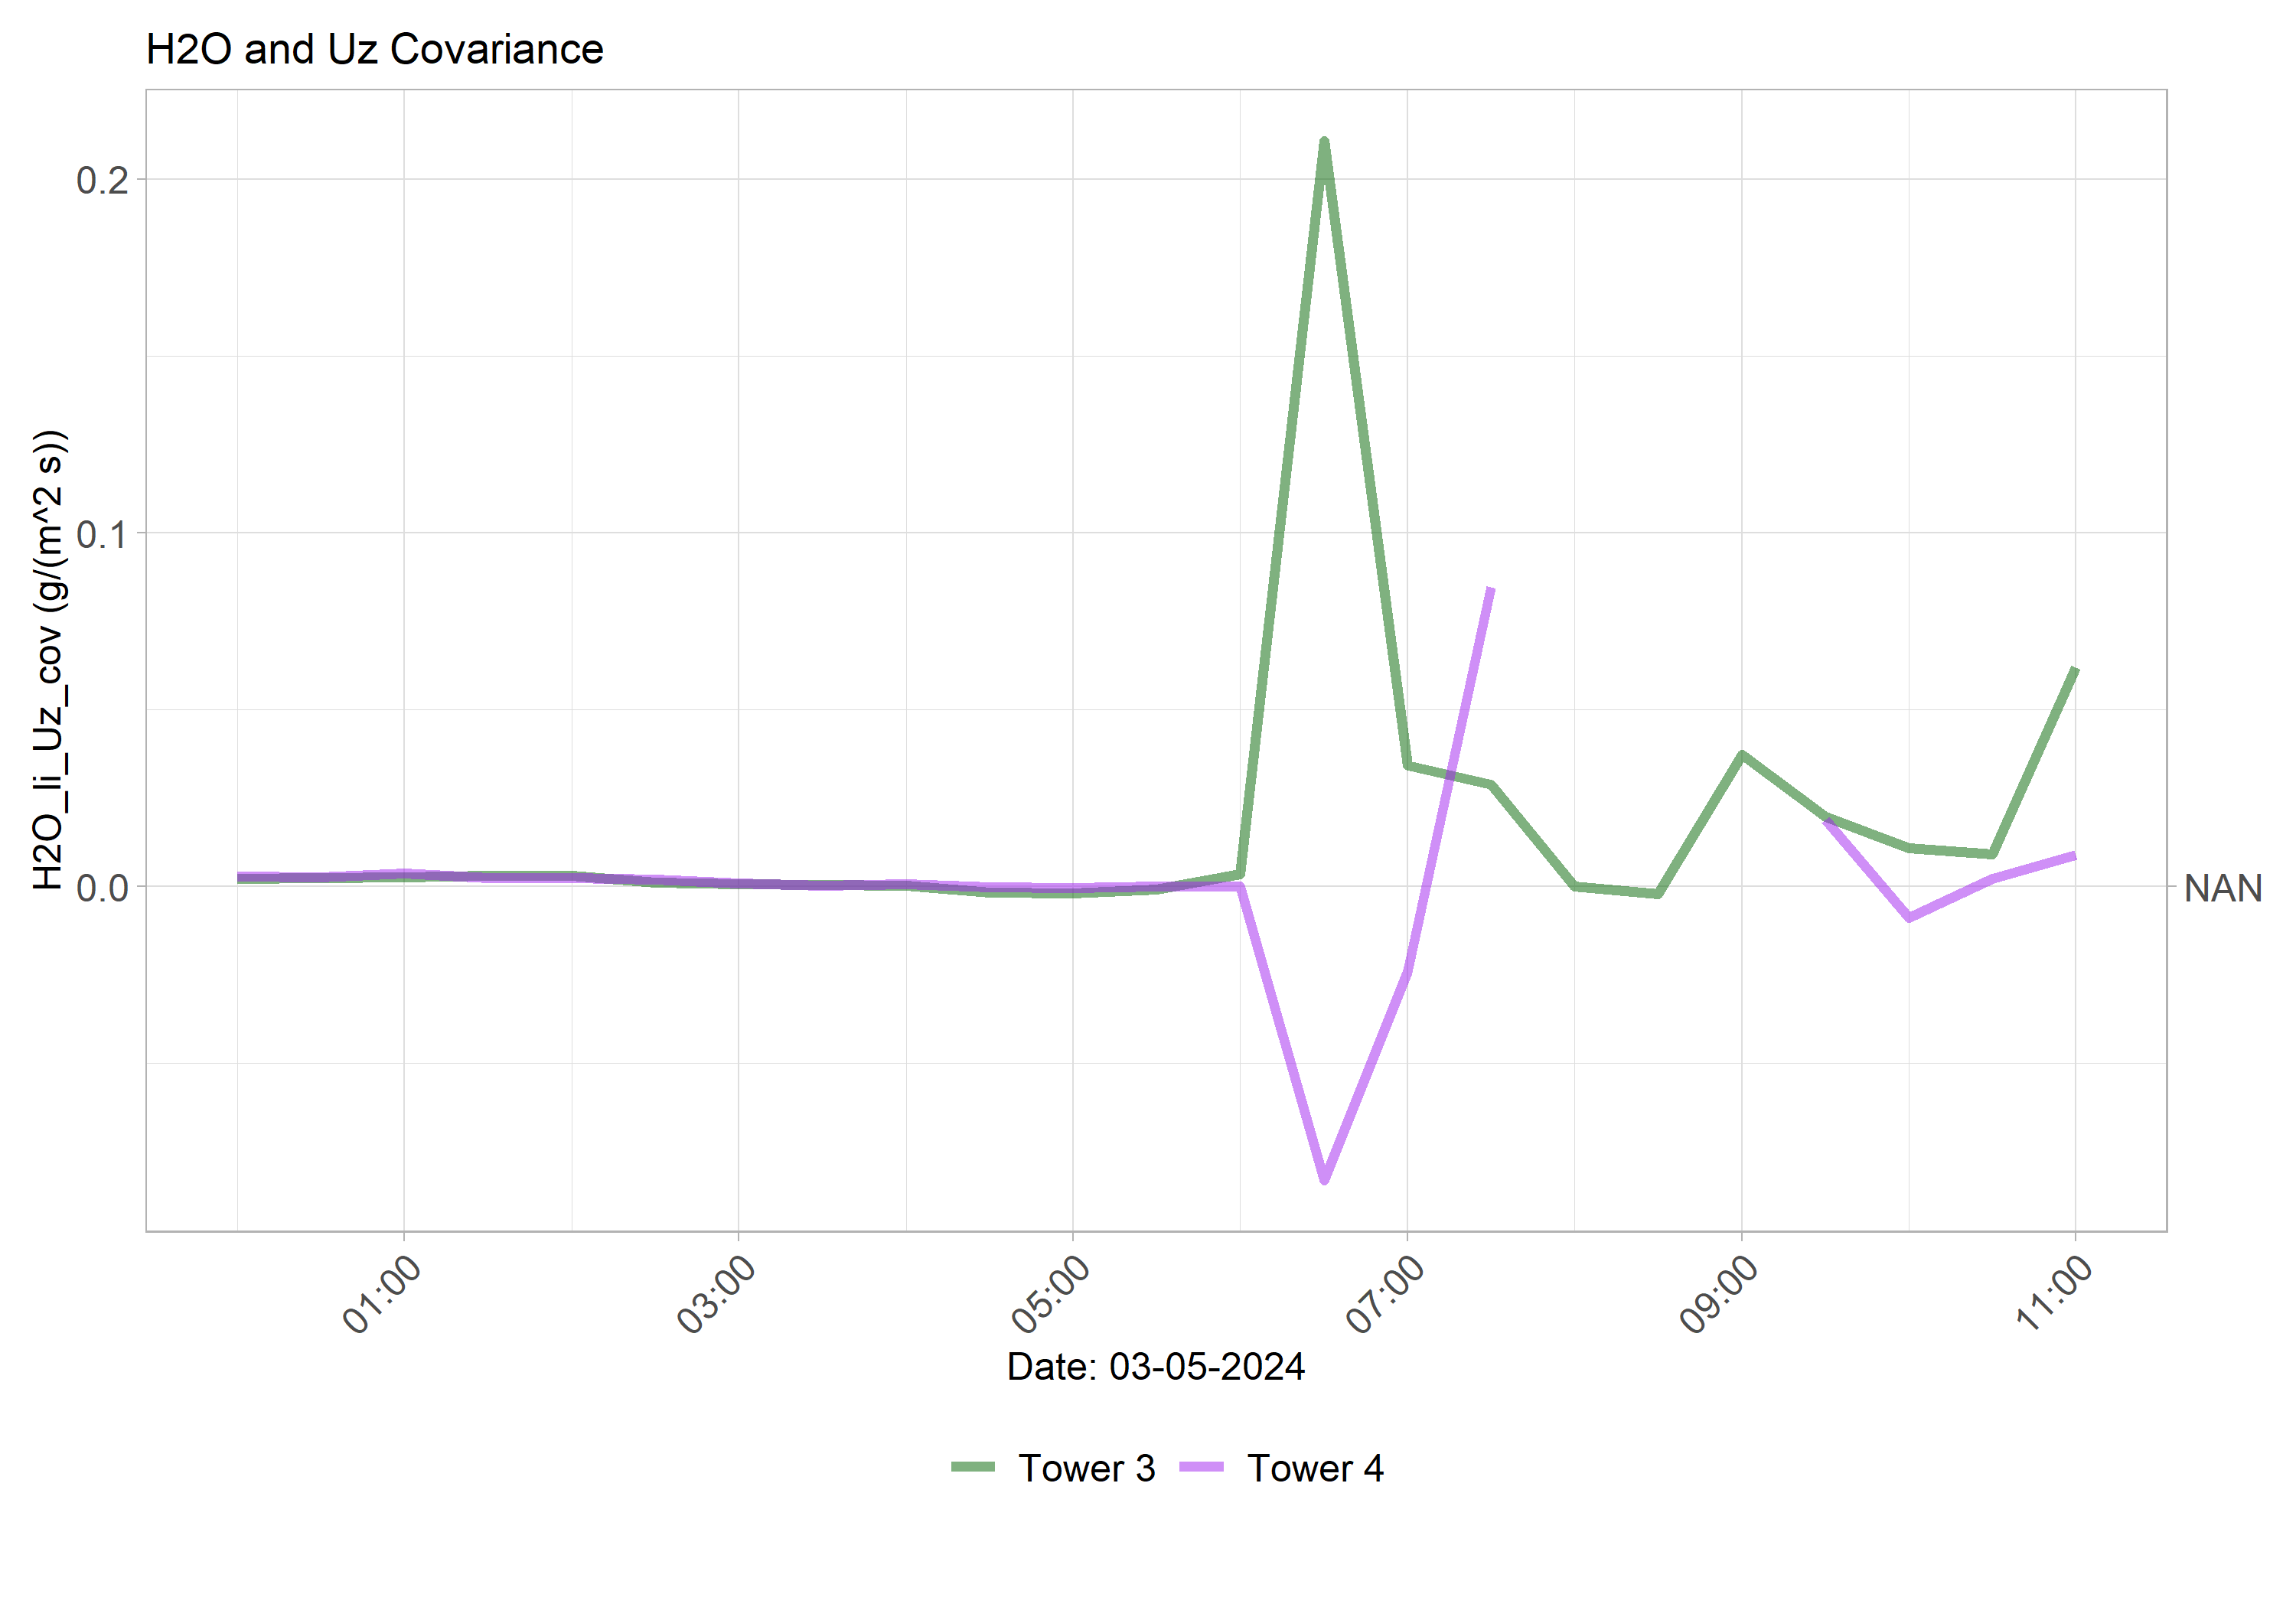 H2O and Uz Covariance
H2O_li_Uz_cov (g/(m^2 s))
0.2
0.1
0.0
NAN
01:00
03:00
05:00
07:00
09:00
11:00
Date: 03-05-2024
Tower 3
Tower 4